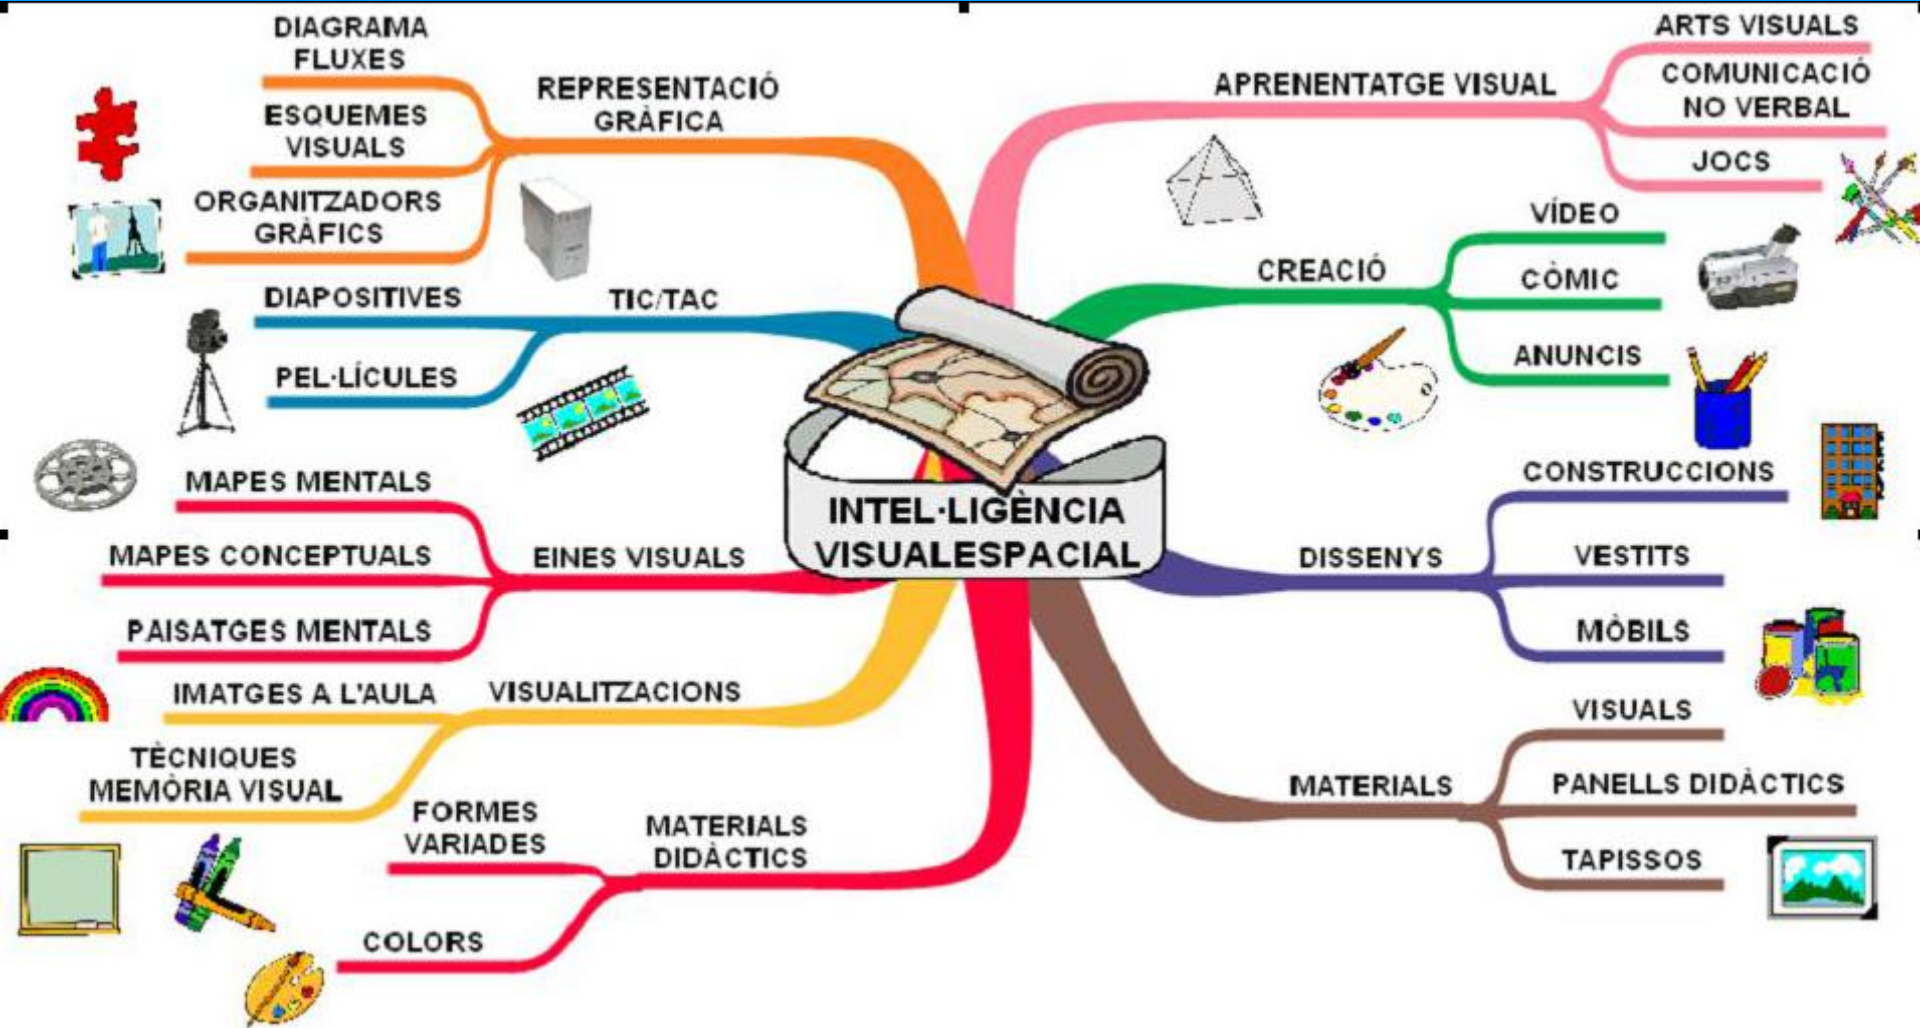 DIAGRAMA
FLUXES
ESQUEMES
VISUALS
ORGANITZADORS
GRÀFICS
REPRESENTACIÓ
GRÀFICA
DIAPOSITIVES
PEL·LÍCULES
TIC/TAC
MAPES MENTALS
MAPES CONCEPTUALS
PAISATGES MENTALS
EINES VISUALS
IMATGES A L'AULA
TÈCNIQUES
MEMÒRIA VISUAL
VISUALITZACIONS
FORMES
VARIADES
COLORS
MATERIALS
DIDÀCTICS
INTEL·LIGÈNCIA
VISUALESPACIAL
APRENENTATGE VISUAL
ARTS VISUALS
COMUNICACIÓ
NO VERBAL
JOCS
CREACIÓ
VÍDEO
CÒMIC
ANUNCIS
DISSENYS
CONSTRUCCIONS
VESTITS
MÒBILS
MATERIALS
VISUALS
PANELLS DIDÀCTICS
TAPISSOS